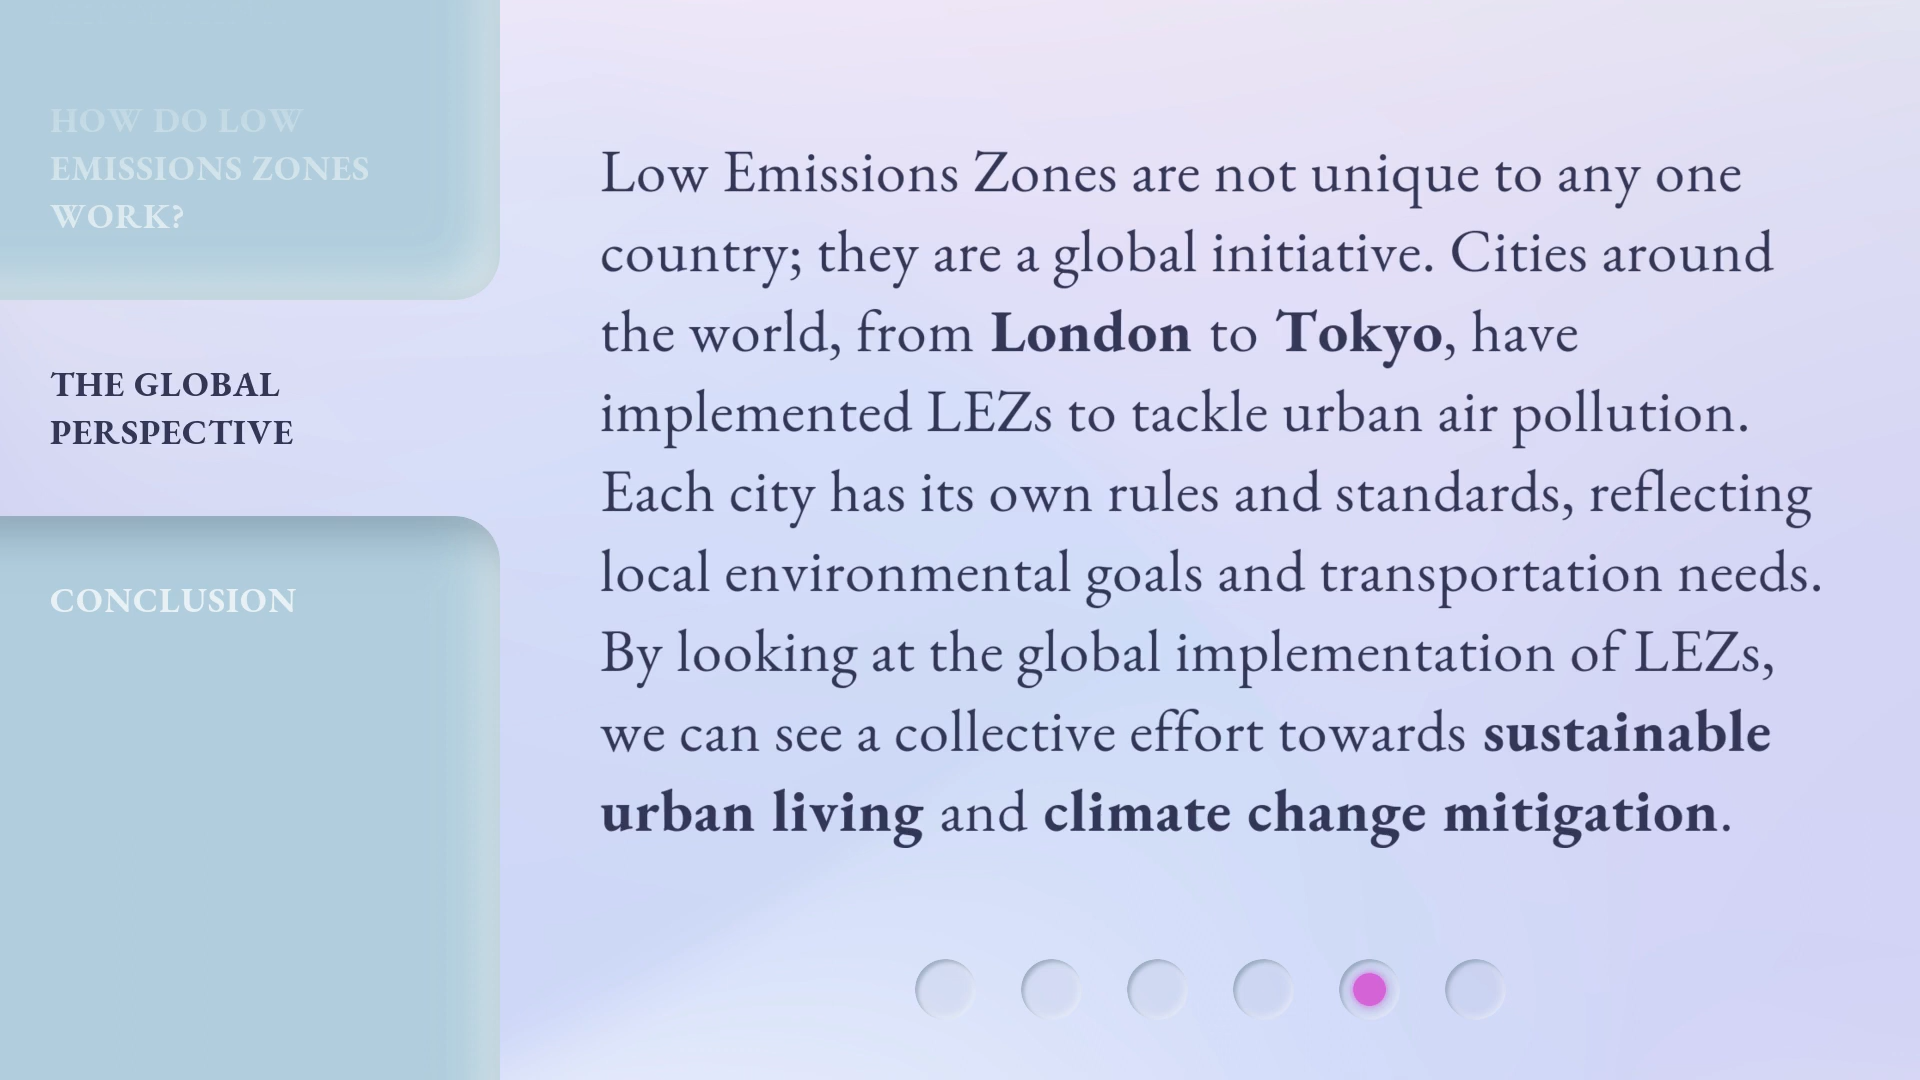 HOW DO LOW
EMISSIONS ZONES
WORK?
THE GLOBAL
PERSPECTIVE
CONCLUSION
Low Emissions Zones are not unique to any one
country; they are a global initiative. Cities around
the world, from London to Tokyo, have
implemented LEZs to tackle urban air pollution.
Each city has its own rules and standards, reflecting
local environmental goals and transportation needs.
By looking at the global implementation of LEZs,
we can see a collective effort towards sustainable
urban living and climate change mitigation.